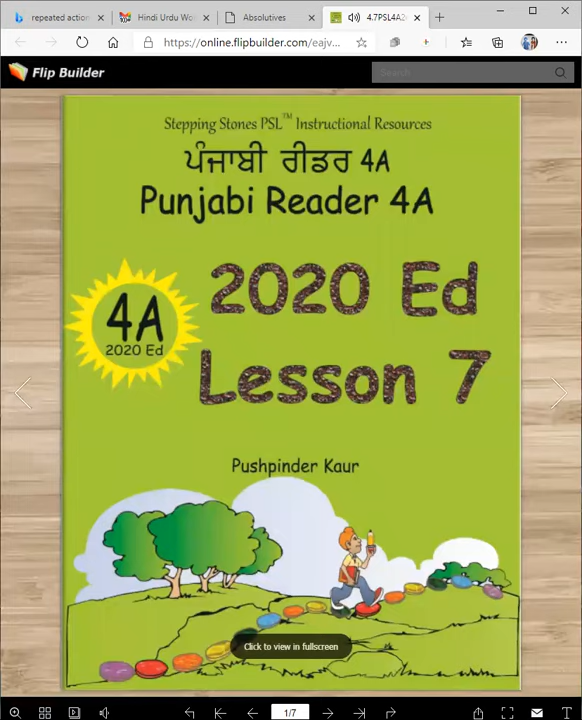 repeated action
Hindi Urdu Wo
Absolutives
4.7PSL4A2
https://online.flipbuilder.com/eajv...
Flip Builder
Search
Stepping Stones PSL™ Instructional Resources
ਪੰਜਾਬੀ ਰੀਡਰ 4A
Punjabi Reader 4A
2020 Ed
4A
2020 Ed
Lesson 7
Pushpinder Kaur
Click to view in fullscreen
1/7